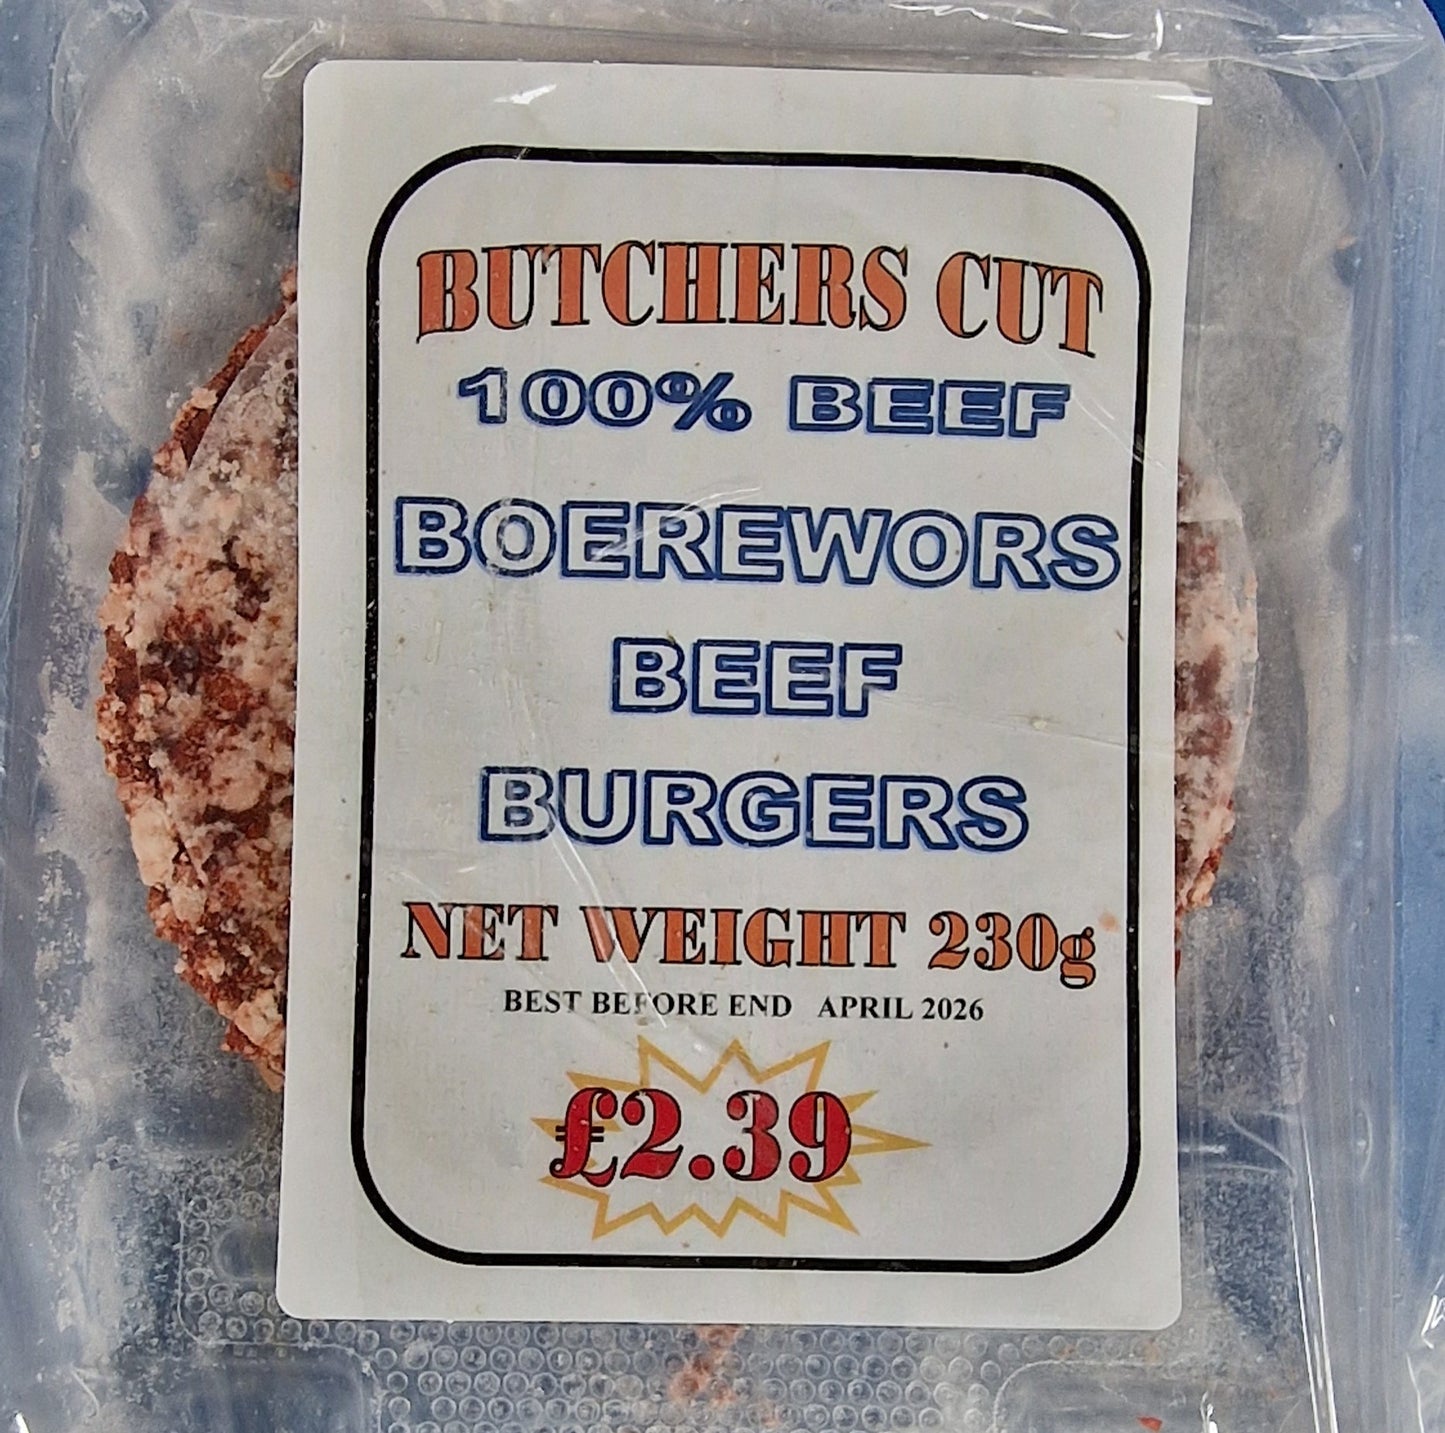 BUTCHERS CUT
100% BEEF
BOEREWORS
BEEF
BURGERS
NET WEIGHT 230g
BEST BEFORE END APRIL 2026
£2.39